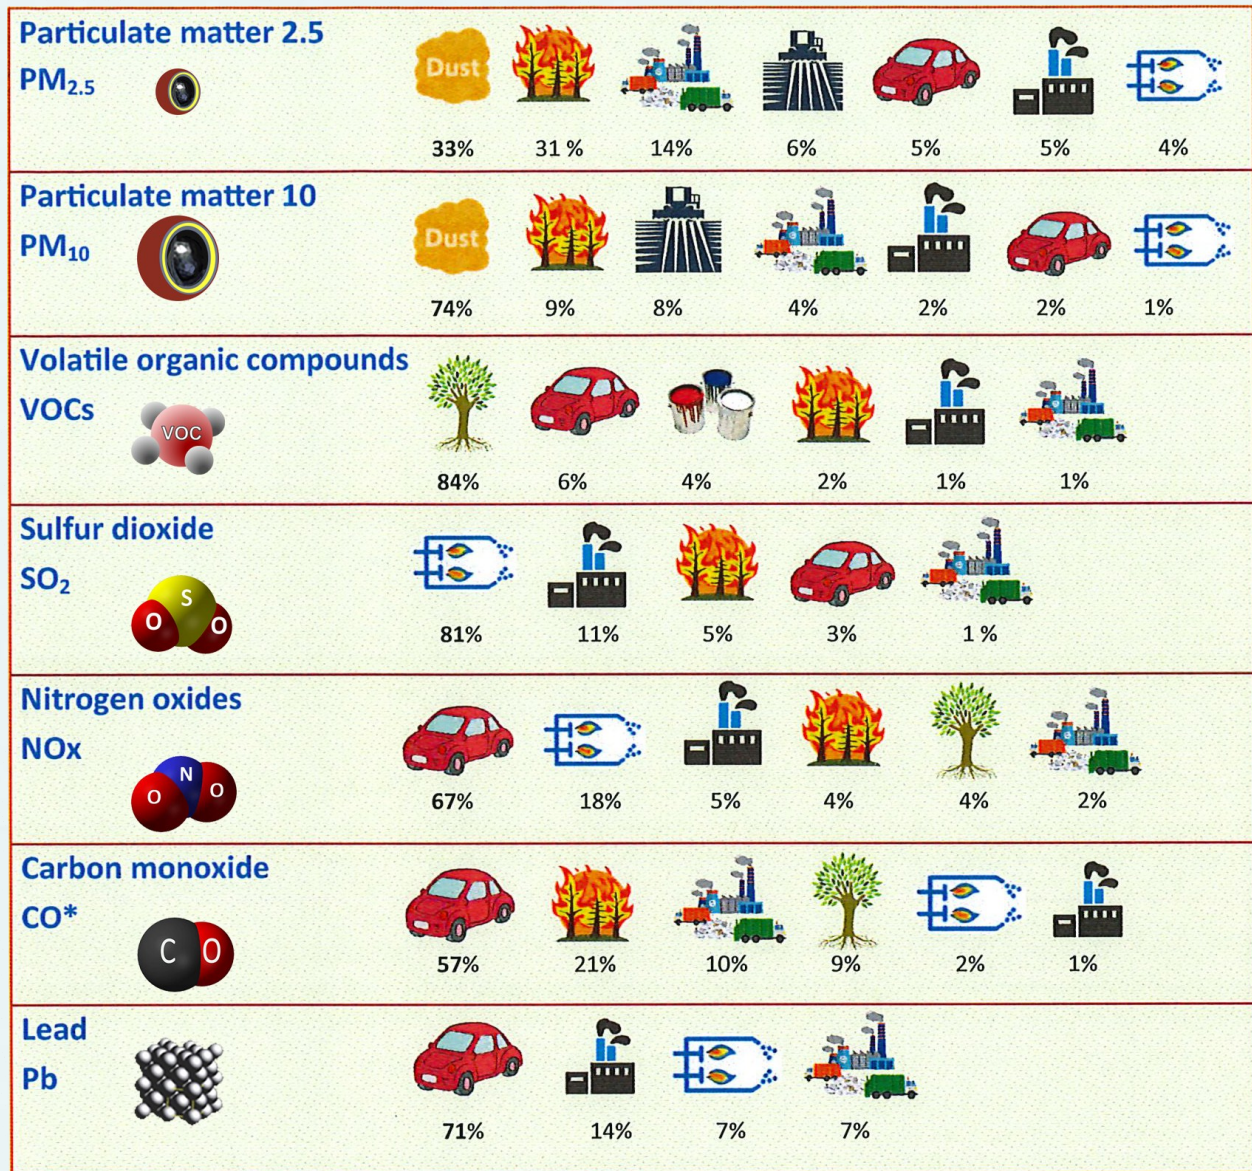 Particulate matter 2.5
PM2.5
Dust
33% 31 % 14% 6% 5% 5% 4%
Particulate matter 10
PM10
Dust
74% 9% 8% 4% 2% 2% 1%
Volatile organic compounds
VOCs
VOC
84% 6% 4% 2% 1% 1%
Sulfur dioxide
SO2
S
O O
81% 11% 5% 3% 1 %
Nitrogen oxides
NOx
N
O O
67% 18% 5% 4% 4% 2%
Carbon monoxide
CO*
C O
57% 21% 10% 9% 2% 1%
Lead
Pb
71% 14% 7% 7%